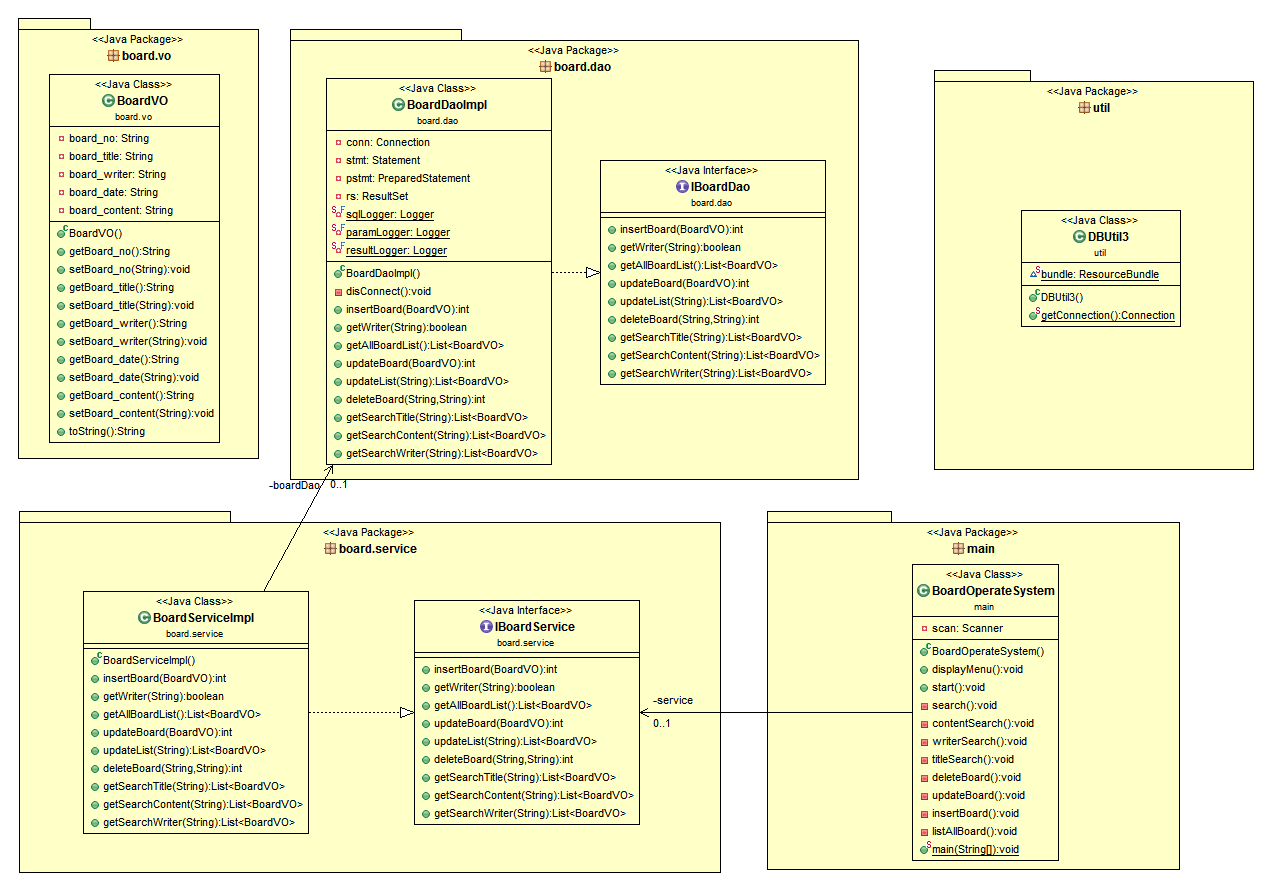 <<Java Package>>
board.vo
<<Java Class>>
BoardVO
board.vo
board_no: String
board_title: String
board_writer: String
board_date: String
board_content: String
BoardVO()
getBoard_no():String
setBoard_no(String):void
getBoard_title():String
setBoard_title(String):void
getBoard_writer():String
setBoard_writer(String):void
getBoard_date():String
setBoard_date(String):void
getBoard_content():String
setBoard_content(String):void
toString():String
<<Java Package>>
board.dao
<<Java Class>>
BoardDaoImpl
board.dao
conn: Connection
stmt: Statement
pstmt: PreparedStatement
rs: ResultSet
sqlLogger: Logger
paramLogger: Logger
resultLogger: Logger
BoardDaoImpl()
disConnect():void
insertBoard(BoardVO):int
getWriter(String):boolean
getAllBoardList():List<BoardVO>
updateBoard(BoardVO):int
updateList(String):List<BoardVO>
deleteBoard(String,String):int
getSearchTitle(String):List<BoardVO>
getSearchContent(String):List<BoardVO>
getSearchWriter(String):List<BoardVO>
<<Java Interface>>
IBoardDao
board.dao
insertBoard(BoardVO):int
getWriter(String):boolean
getAllBoardList():List<BoardVO>
updateBoard(BoardVO):int
updateList(String):List<BoardVO>
deleteBoard(String,String):int
getSearchTitle(String):List<BoardVO>
getSearchContent(String):List<BoardVO>
getSearchWriter(String):List<BoardVO>
<<Java Package>>
util
<<Java Class>>
DBUtil3
util
bundle: ResourceBundle
DBUtil3()
getConnection():Connection
-boardDao 0..1
<<Java Package>>
board.service
<<Java Class>>
BoardServiceImpl
board.service
BoardServiceImpl()
insertBoard(BoardVO):int
getWriter(String):boolean
getAllBoardList():List<BoardVO>
updateBoard(BoardVO):int
updateList(String):List<BoardVO>
deleteBoard(String,String):int
getSearchTitle(String):List<BoardVO>
getSearchContent(String):List<BoardVO>
getSearchWriter(String):List<BoardVO>
<<Java Interface>>
IBoardService
board.service
insertBoard(BoardVO):int
getWriter(String):boolean
getAllBoardList():List<BoardVO>
updateBoard(BoardVO):int
updateList(String):List<BoardVO>
deleteBoard(String,String):int
getSearchTitle(String):List<BoardVO>
getSearchContent(String):List<BoardVO>
getSearchWriter(String):List<BoardVO>
-service
0..1
<<Java Package>>
main
<<Java Class>>
BoardOperateSystem
main
scan: Scanner
BoardOperateSystem()
displayMenu():void
start():void
search():void
contentSearch():void
writerSearch():void
titleSearch():void
deleteBoard():void
updateBoard():void
insertBoard():void
listAllBoard():void
main(String[]):void